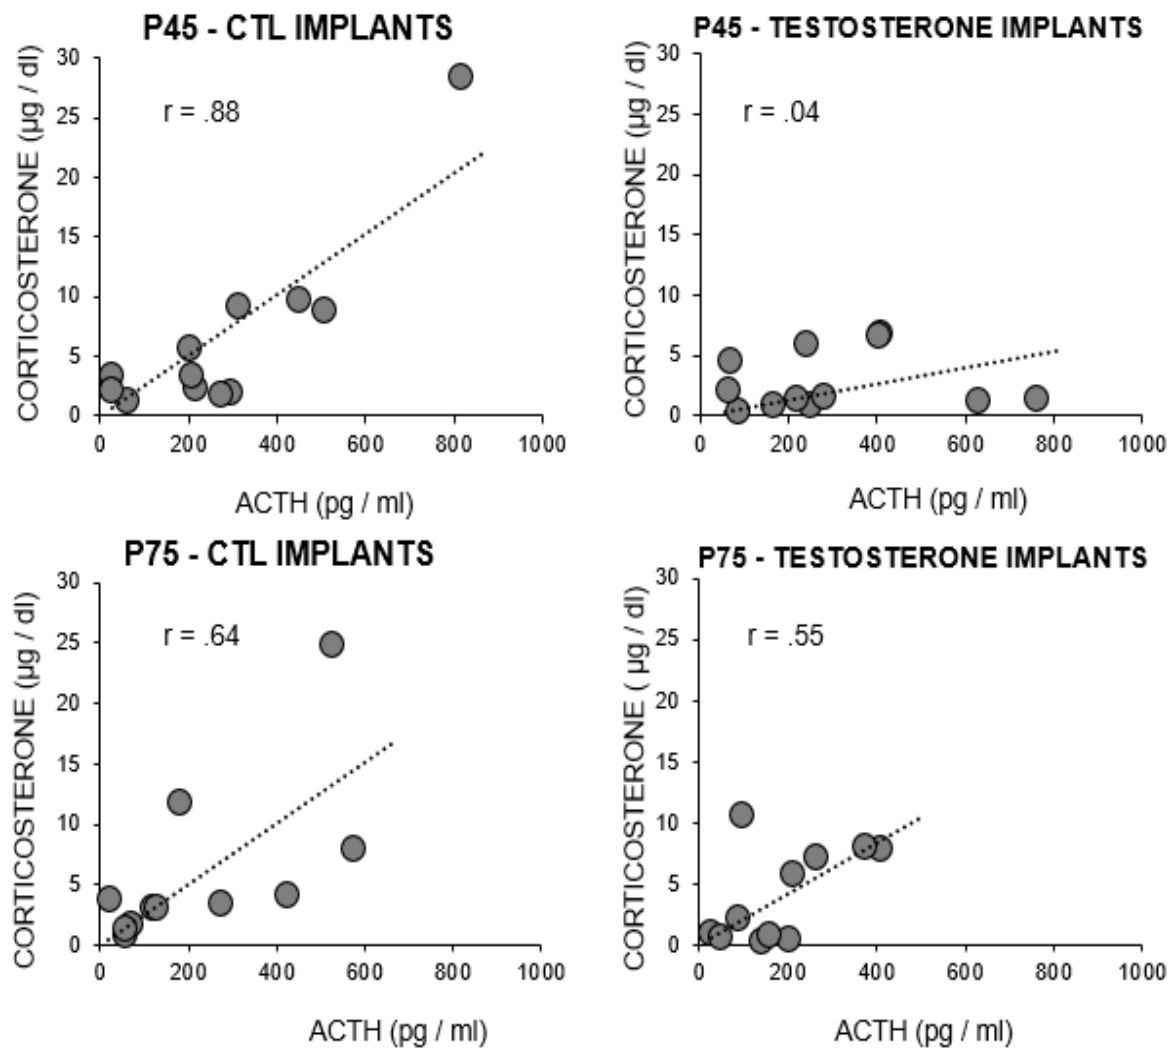 P45 - CTL IMPLANTS
CORTICOSTERONE (µg / dl)
30
25
20
15
10
5
0
r = .88
0 200 400 600 800 1000
ACTH (pg / ml)
P45 - TESTOSTERONE IMPLANTS
CORTICOSTERONE (µg / dl)
30
25
20
15
10
5
0
r = .04
0 200 400 600 800 1000
ACTH (pg / ml)
P75 - CTL IMPLANTS
CORTICOSTERONE (µg / dl)
30
25
20
15
10
5
0
r = .64
0 200 400 600 800 1000
ACTH (pg / ml)
P75 - TESTOSTERONE IMPLANTS
CORTICOSTERONE ( µg / dl)
30
25
20
15
10
5
0
r = .55
0 200 400 600 800 1000
ACTH (pg / ml)